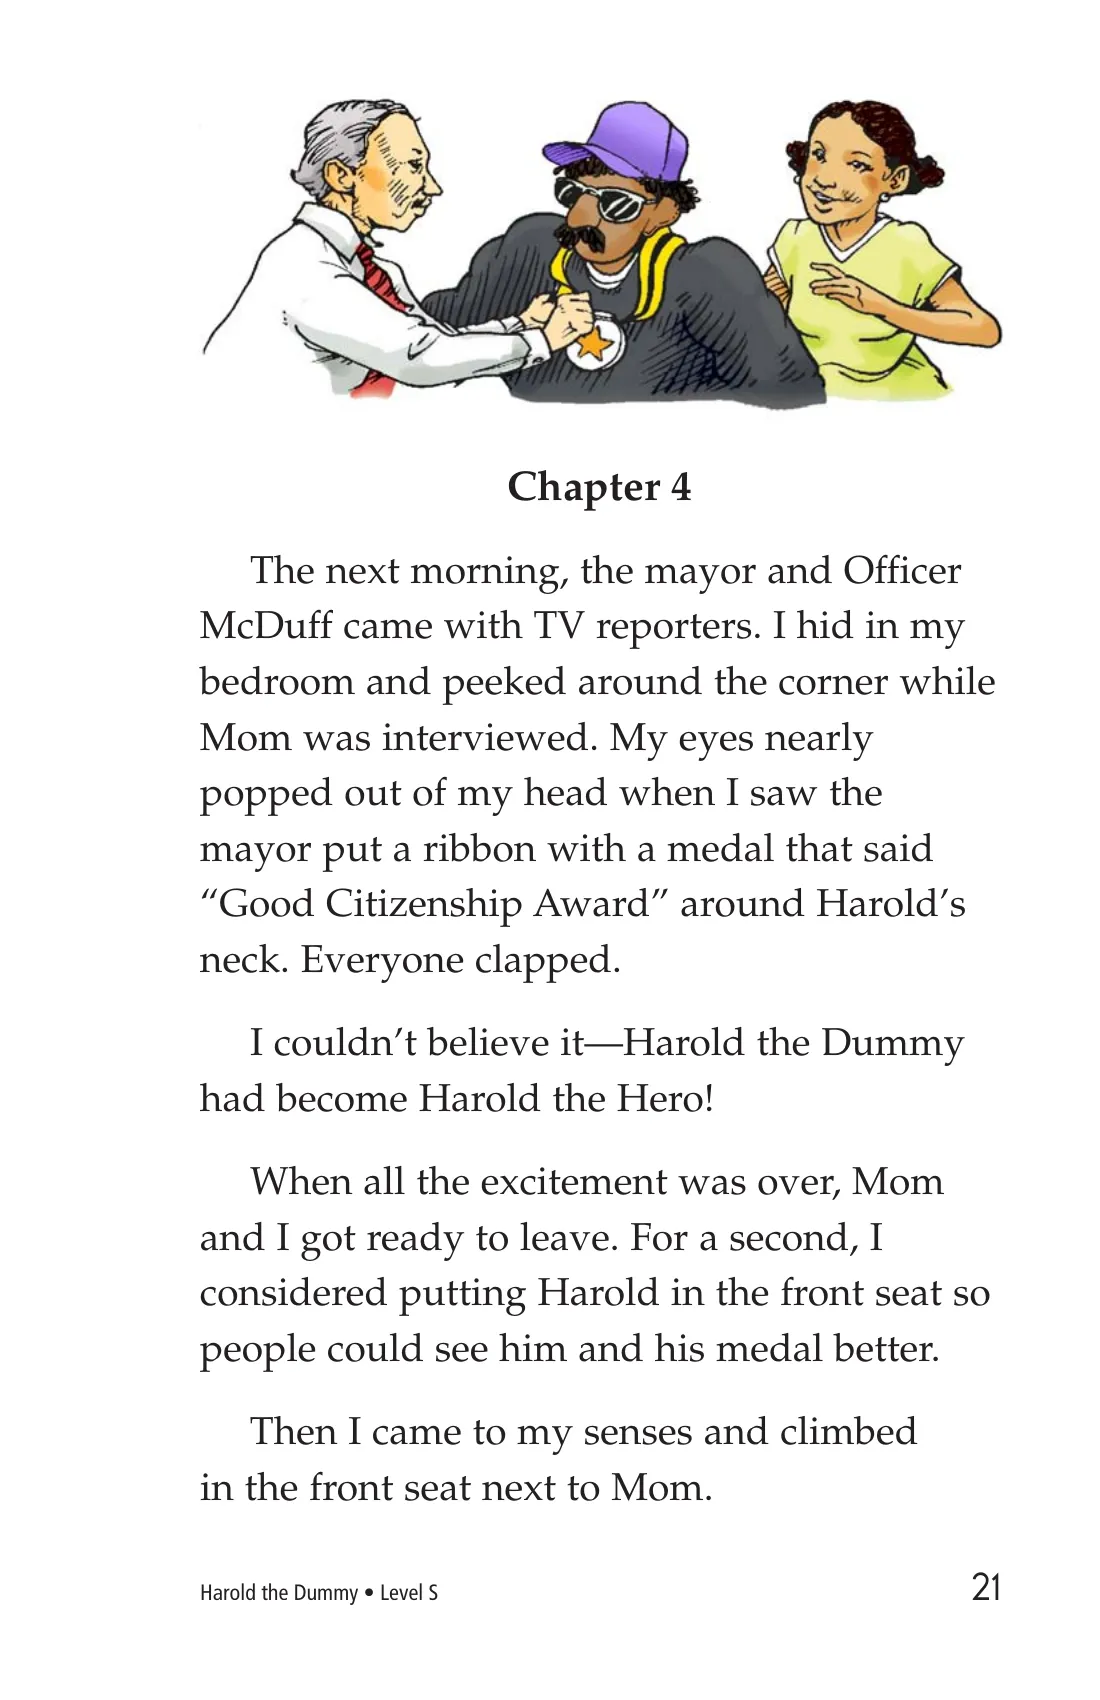 Chapter 4
The next morning, the mayor and Officer
McDuff came with TV reporters. I hid in my
bedroom and peeked around the corner while
Mom was interviewed. My eyes nearly
popped out of my head when I saw the
mayor put a ribbon with a medal that said
“Good Citizenship Award” around Harold’s
neck. Everyone clapped.
I couldn’t believe it—Harold the Dummy
had become Harold the Hero!
When all the excitement was over, Mom
and I got ready to leave. For a second, I
considered putting Harold in the front seat so
people could see him and his medal better.
Then I came to my senses and climbed
in the front seat next to Mom.
Harold the Dummy • Level S
21